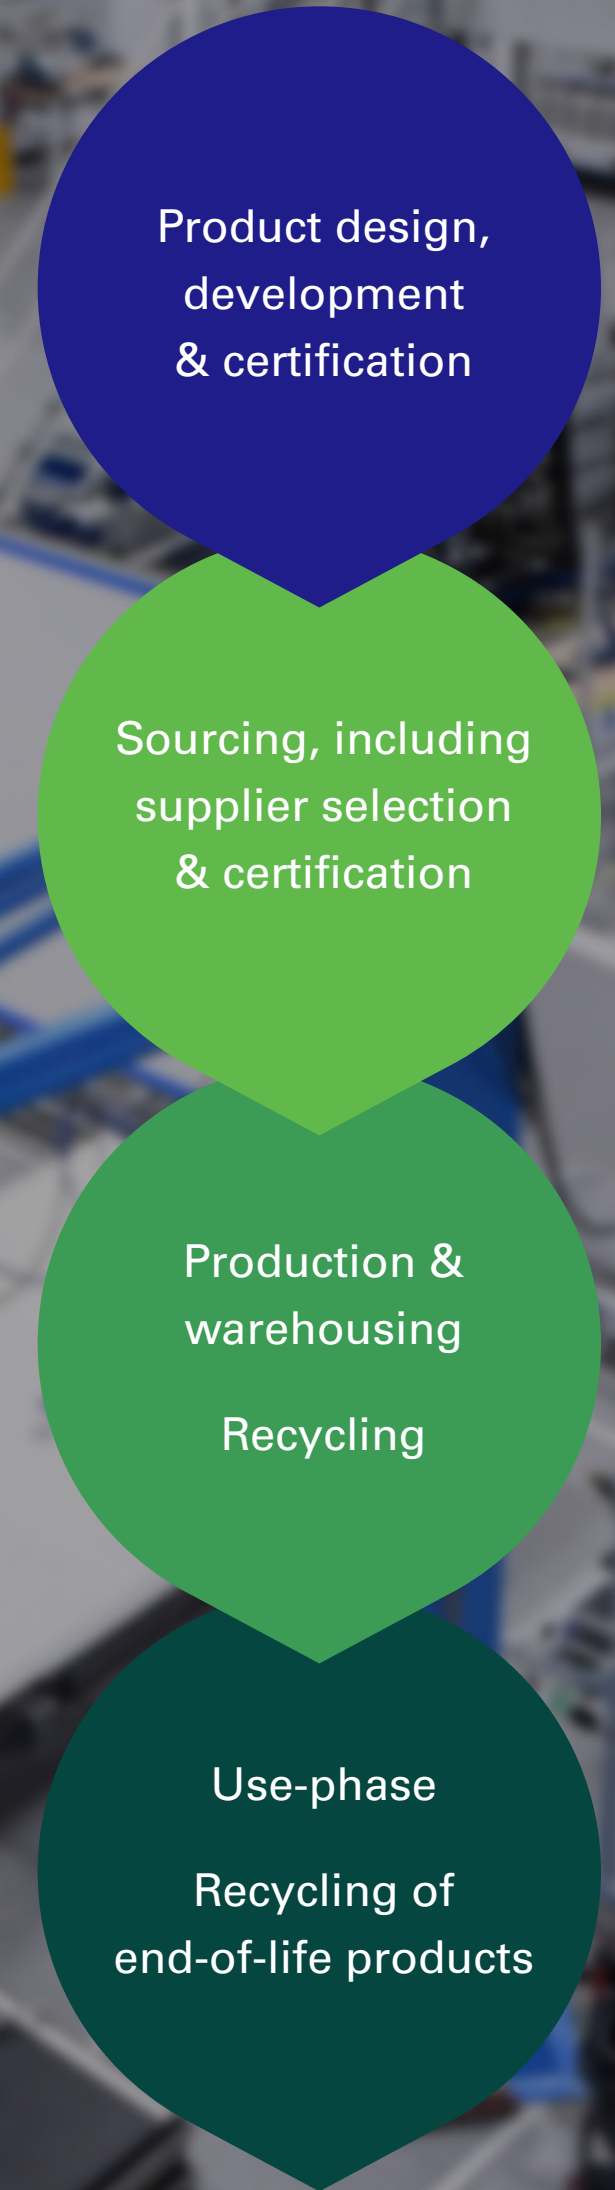 Product design,
development
& certification
Sourcing, including
supplier selection
& certification
Production &
warehousing
Recycling
Use-phase
Recycling of
end-of-life products